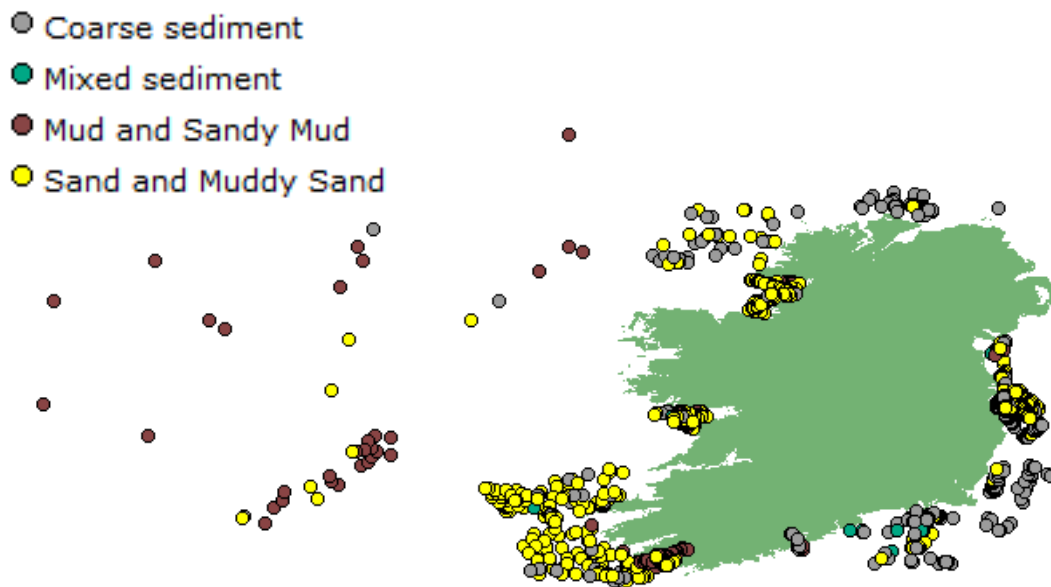 Coarse sediment
Mixed sediment
Mud and Sandy Mud
Sand and Muddy Sand